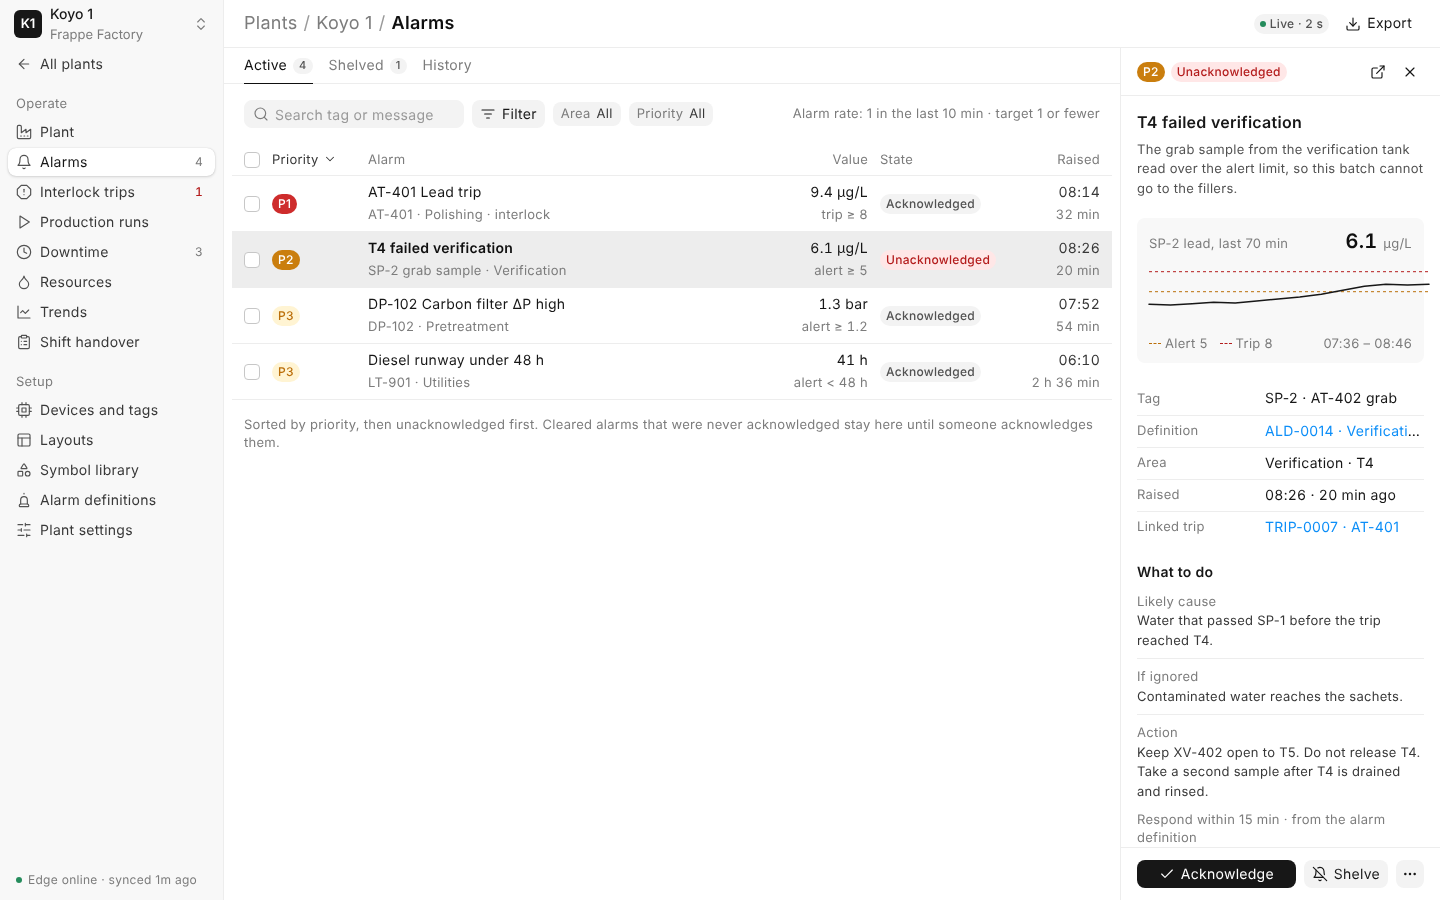 K1
Koyo 1
Frappe Factory
All plants
Operate
Plant
Alarms 4
Interlock trips 1
Production runs
Downtime 3
Resources
Trends
Shift handover
Setup
Devices and tags
Layouts
Symbol library
Alarm definitions
Plant settings
Edge online · synced 1m ago
Plants / Koyo 1 / Alarms
Live · 2 s
Export
Active 4 Shelved 1 History
Search tag or message
Filter
Area All
Priority All
Alarm rate: 1 in the last 10 min · target 1 or fewer
Priority Alarm Value State Raised
P1 AT-401 Lead trip 9.4 µg/L Acknowledged 08:14
AT-401 · Polishing · interlock trip ≥ 8 32 min
P2 T4 failed verification 6.1 µg/L Unacknowledged 08:26
SP-2 grab sample · Verification alert ≥ 5 20 min
P3 DP-102 Carbon filter ΔP high 1.3 bar Acknowledged 07:52
DP-102 · Pretreatment alert ≥ 1.2 54 min
P3 Diesel runway under 48 h 41 h Acknowledged 06:10
LT-901 · Utilities alert < 48 h 2 h 36 min
Sorted by priority, then unacknowledged first. Cleared alarms that were never acknowledged stay here until someone acknowledges
them.
P2 Unacknowledged
T4 failed verification
The grab sample from the verification tank
read over the alert limit, so this batch cannot
go to the fillers.
SP-2 lead, last 70 min 6.1 µg/L
Alert 5 Trip 8 07:36 – 08:46
Tag SP-2 · AT-402 grab
Definition ALD-0014 · Verificati...
Area Verification · T4
Raised 08:26 · 20 min ago
Linked trip TRIP-0007 · AT-401
What to do
Likely cause
Water that passed SP-1 before the trip
reached T4.
If ignored
Contaminated water reaches the sachets.
Action
Keep XV-402 open to T5. Do not release T4.
Take a second sample after T4 is drained
and rinsed.
Respond within 15 min · from the alarm
definition
Acknowledge
Shelve